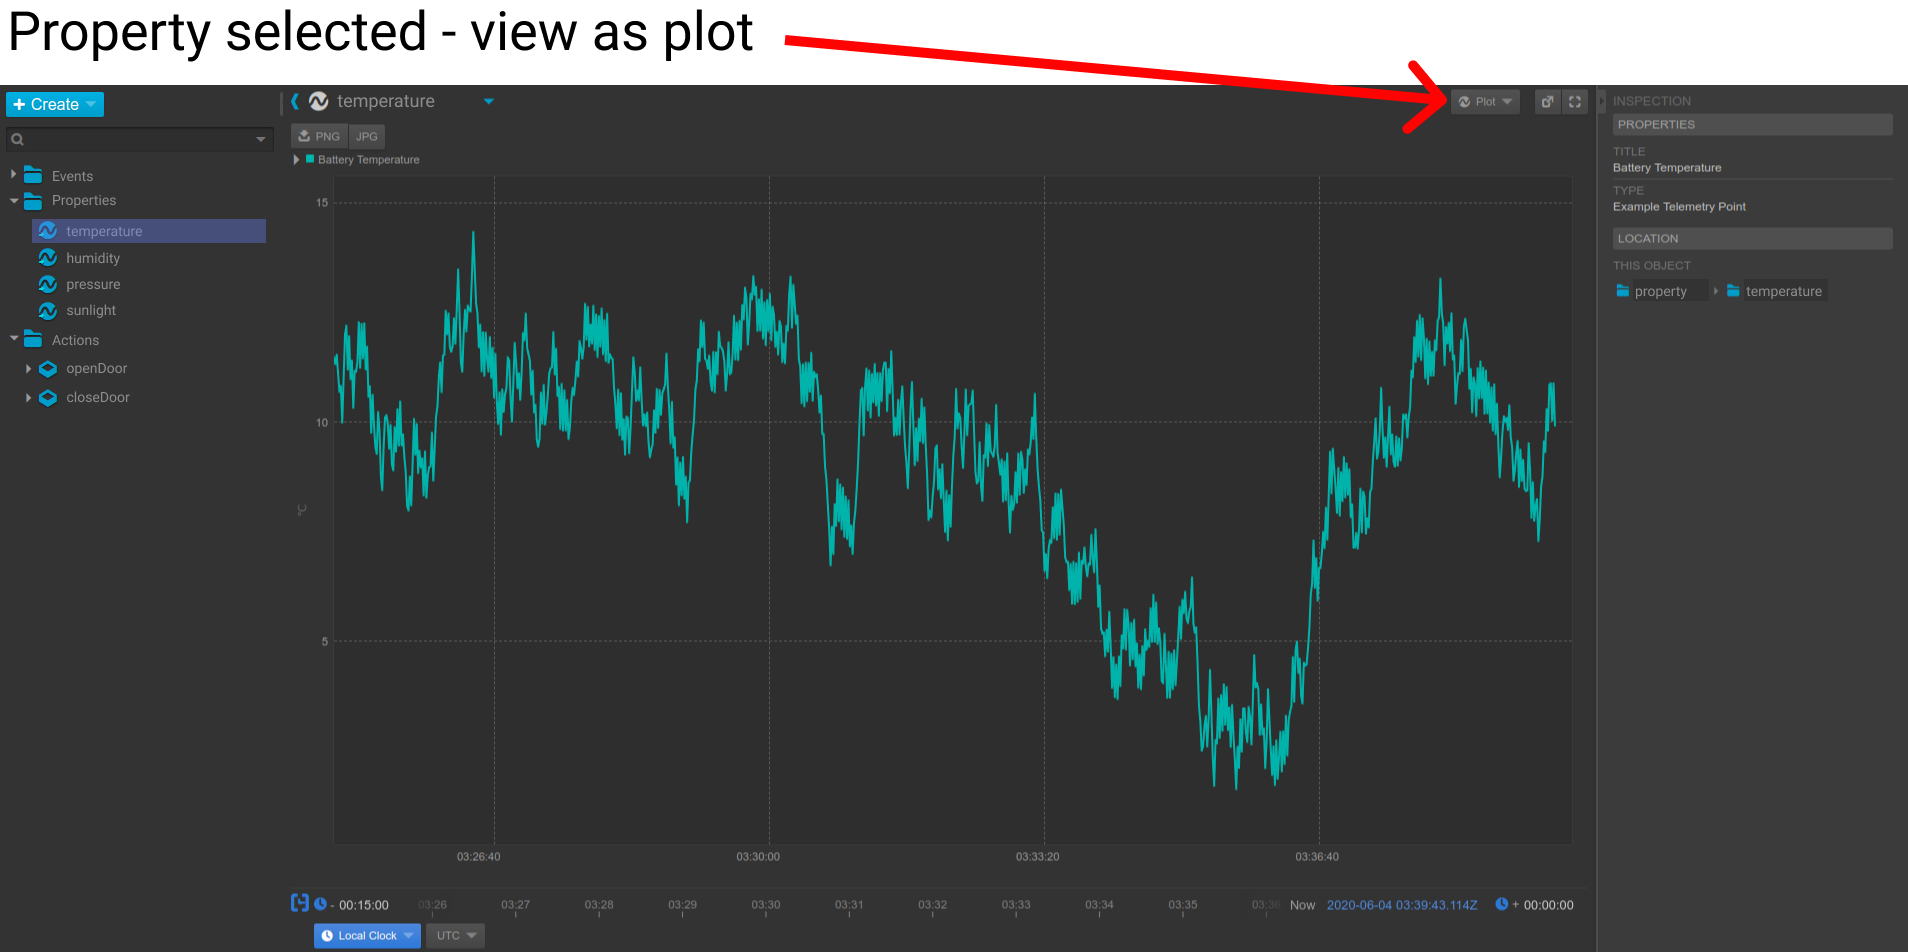 Property selected - view as plot
+ Create
temperature
Plot
INSPECTION
PROPERTIES
PNG
JPG
Battery Temperature
TITLE
Battery Temperature
TYPE
Example Telemetry Point
LOCATION
THIS OBJECT
property
temperature
Events
Properties
temperature
humidity
pressure
sunlight
Actions
openDoor
closeDoor
15
10
5
°C
03:26:40
03:30:00
03:33:20
03:36:40
- 00:15:00
03:26
03:27
03:28
03:29
03:30
03:31
03:32
03:33
03:34
03:35
03:36
Now
2020-06-04 03:39:43.114Z
+ 00:00:00
Local Clock
UTC